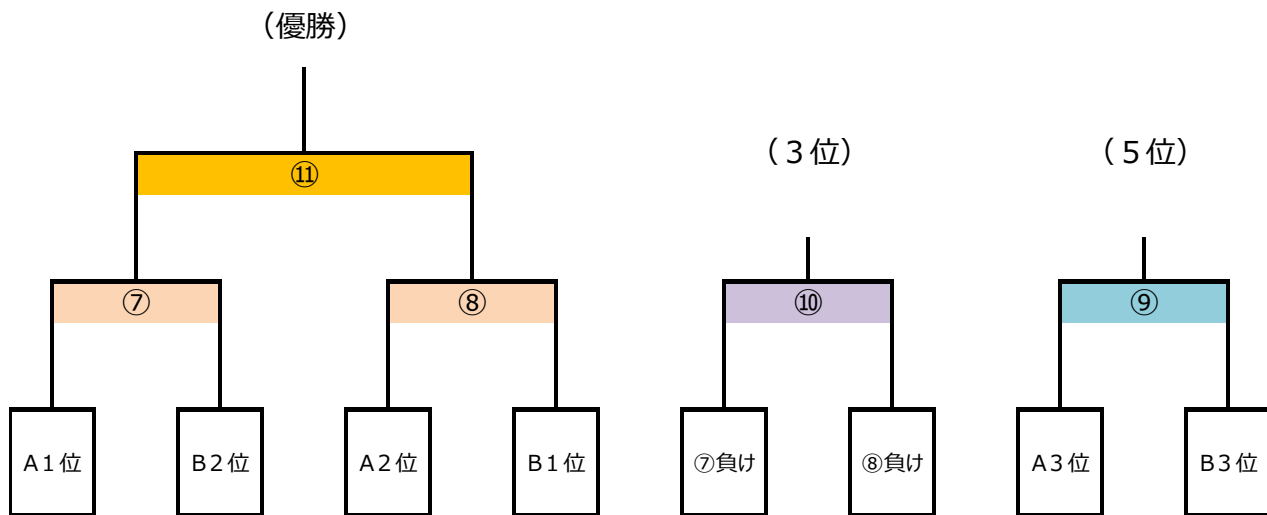 （優勝）
（３位）
（５位）
⑪
⑦
⑧
⑩
⑨
A１位
B２位
A２位
B１位
⑦負け
⑧負け
A３位
B３位